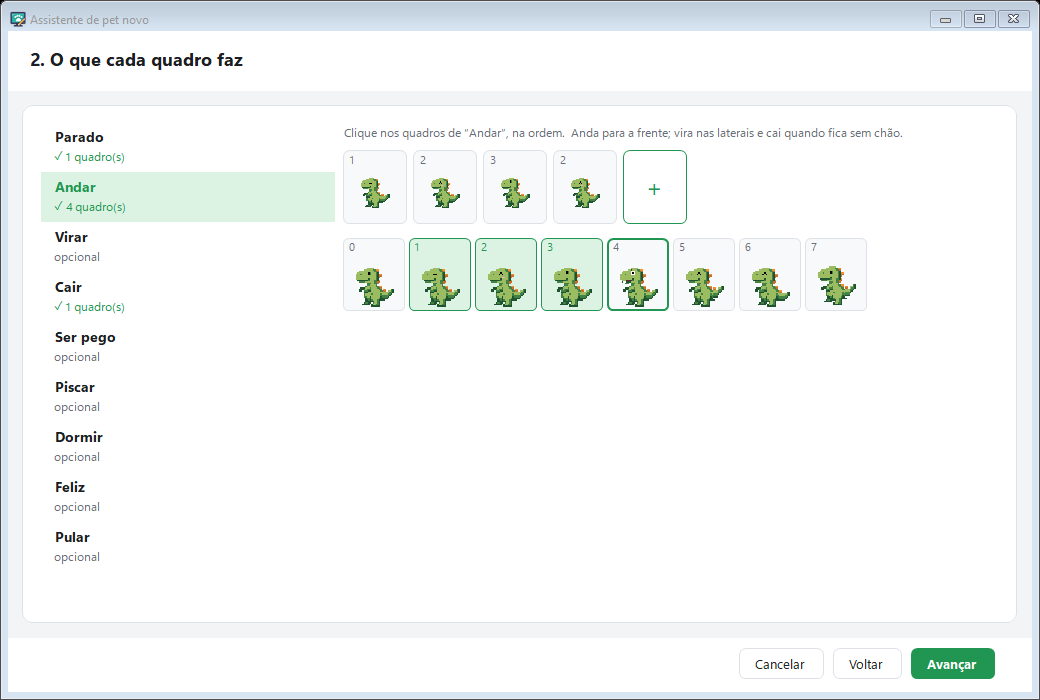 Assistente de pet novo
2. O que cada quadro faz
Parado
✓ 1 quadro(s)
Andar
✓ 4 quadro(s)
Virar
opcional
Cair
✓ 1 quadro(s)
Ser pego
opcional
Piscar
opcional
Dormir
opcional
Feliz
opcional
Pular
opcional
Clique nos quadros de “Andar”, na ordem. Anda para a frente; vira nas laterais e cai quando fica sem chão.
1 2 3 2 +
0 1 2 3 4 5 6 7
Cancelar Voltar Avançar